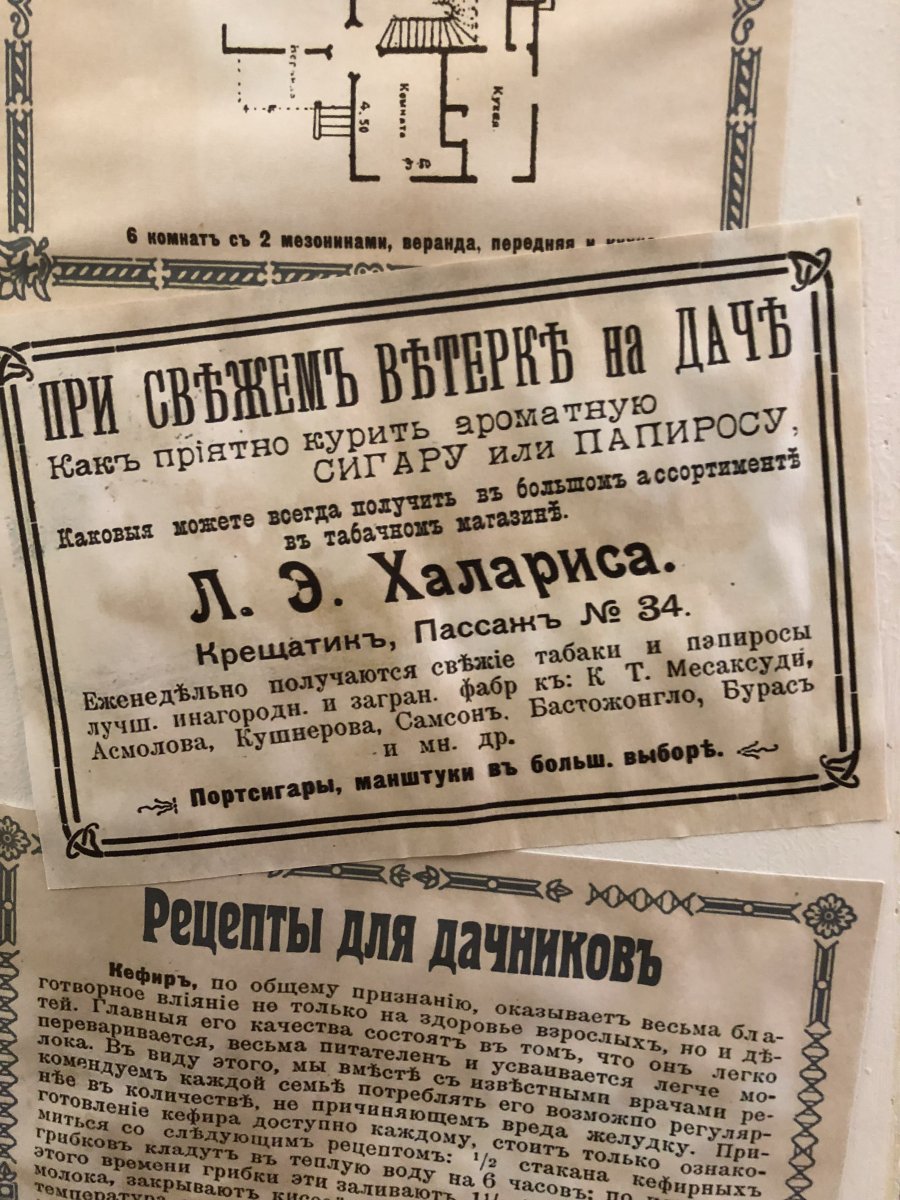 Комната
Кухня.
4.50
6 комнатъ съ 2 мезонинами, веранда, передняя и
ПРИ СВѢЖЕМЪ ВѢТЕРКѢ на ДАЧѢ
Какъ пріятно курить ароматную
СИГАРУ или ПАПИРОСУ,
Каковыя можете всегда получить въ большомъ ассортиментѣ
въ табачномъ магазинѣ.
Л. Э. Халариса.
Крещатикъ, Пассажъ № 34.
Еженедѣльно получаются свѣжіе табаки и папиросы
лучш. инагородн. и загран. фабр къ: К Т. Месаксуди,
Асмолова, Кушнерова, Самсонъ. Бастожонгло, Бурасъ
и мн. др.
Портсигары, манштуки въ больш. выборѣ.
Рецепты для дачниковъ
Кефиръ, по общему признанію, оказываетъ весьма бла-
готворное вліяніе не только на здоровье взрослыхъ, но и дѣ-
тей. Главныя его качества состоятъ въ томъ, что онъ легко
переваривается, весьма питателенъ и усваивается легче мо-
лока. Въ виду этого, мы вмѣстѣ съ извѣстными врачами ре-
комендуемъ каждой семьѣ потреблять его возможпо регуляр-
нѣе въ количествѣ, не причиняющемъ вреда желудку. При-
готовленіе кефира доступно каждому, стоитъ только ознако-
миться со слѣдующимъ рецептомъ: 1/2 стакана кефирныхъ
грибковъ кладутъ въ теплую воду на 6 часовъ; по
этого времени грибки эти заливаютъ
молока, закрываютъ
температура